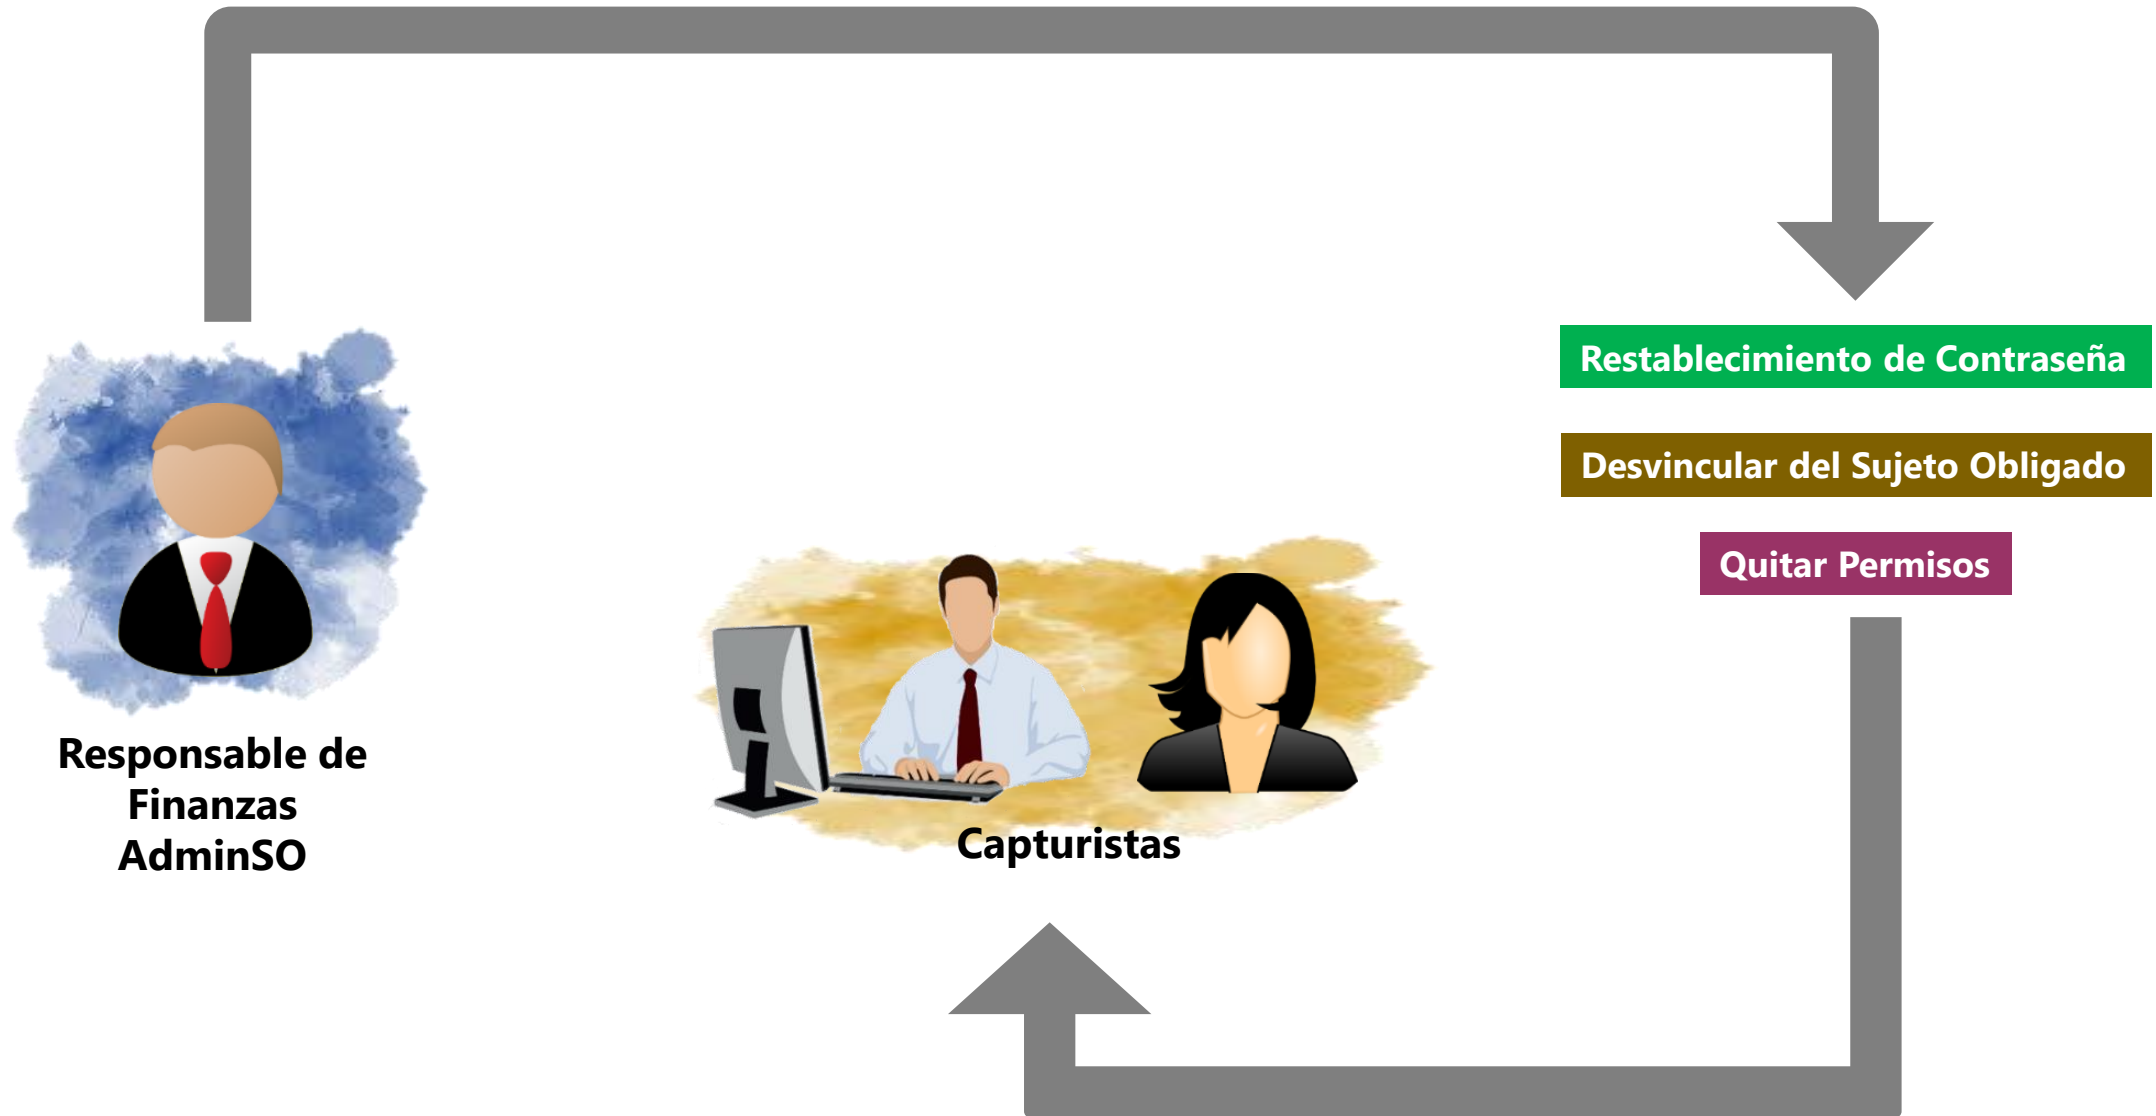 Restablecimiento de Contraseña
Desvincular del Sujeto Obligado
Quitar Permisos
Responsable de
Finanzas
AdminSO
Capturistas